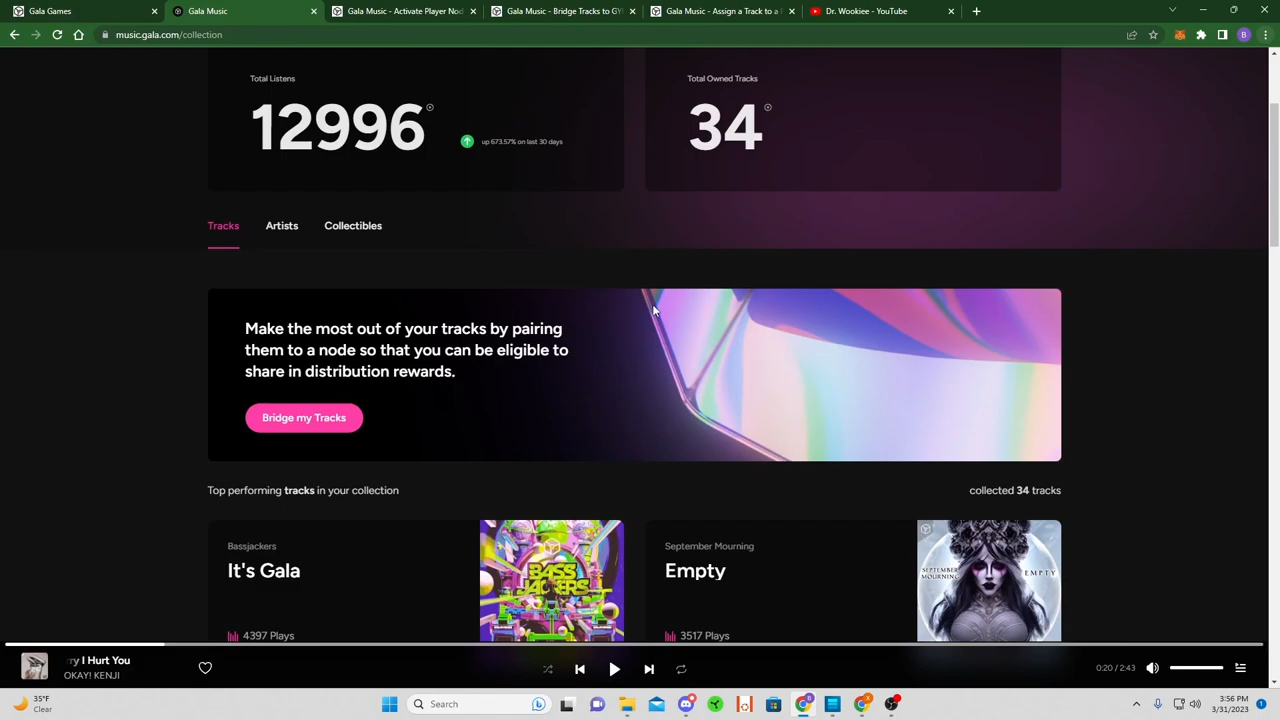 Gala Games
Gala Music
Gala Music - Activate Player Nod
Gala Music - Bridge Tracks to GY
Gala Music - Assign a Track to a
Dr. Wookiee - YouTube
music.gala.com/collection
B
Total Listens
12996
up 673.57% on last 30 days
Total Owned Tracks
34
Tracks
Artists
Collectibles
Make the most out of your tracks by pairing
them to a node so that you can be eligible to
share in distribution rewards.
Bridge my Tracks
Top performing tracks in your collection
collected 34 tracks
Bassjackers
It's Gala
4397 Plays
BASS
JACKERS
September Mourning
Empty
3517 Plays
SEPTEMBER
MOURNING
EMPTY
ry I Hurt You
OKAY! KENJI
0:20 / 2:43
35°F
Clear
Search
3:56 PM
3/31/2023